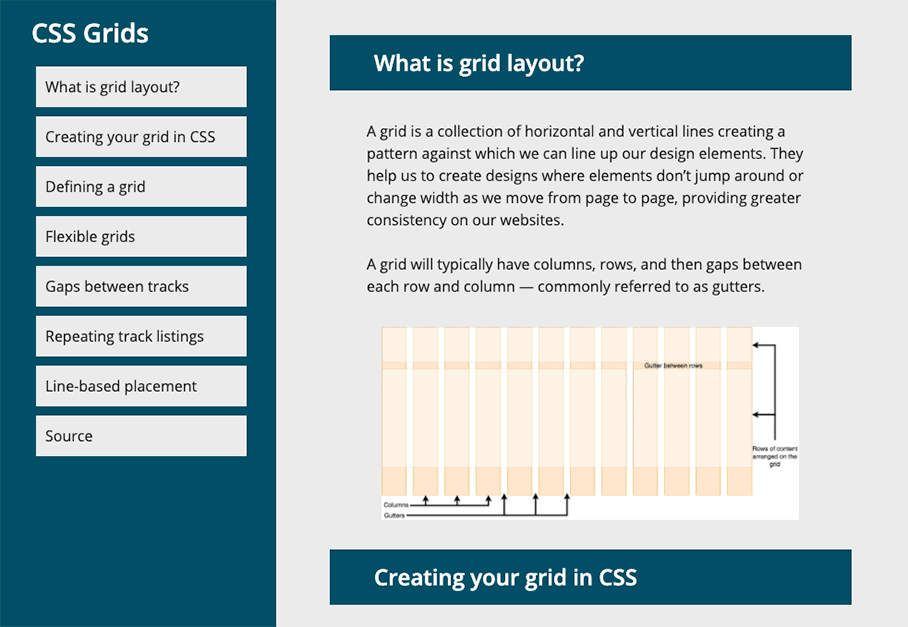 CSS Grids
What is grid layout?
Creating your grid in CSS
Defining a grid
Flexible grids
Gaps between tracks
Repeating track listings
Line-based placement
Source
What is grid layout?
A grid is a collection of horizontal and vertical lines creating a
pattern against which we can line up our design elements. They
help us to create designs where elements don’t jump around or
change width as we move from page to page, providing greater
consistency on our websites.
A grid will typically have columns, rows, and then gaps between
each row and column — commonly referred to as gutters.
Gutter between rows
Rows of content
arranged on the
grid
Columns
Gutters
Creating your grid in CSS